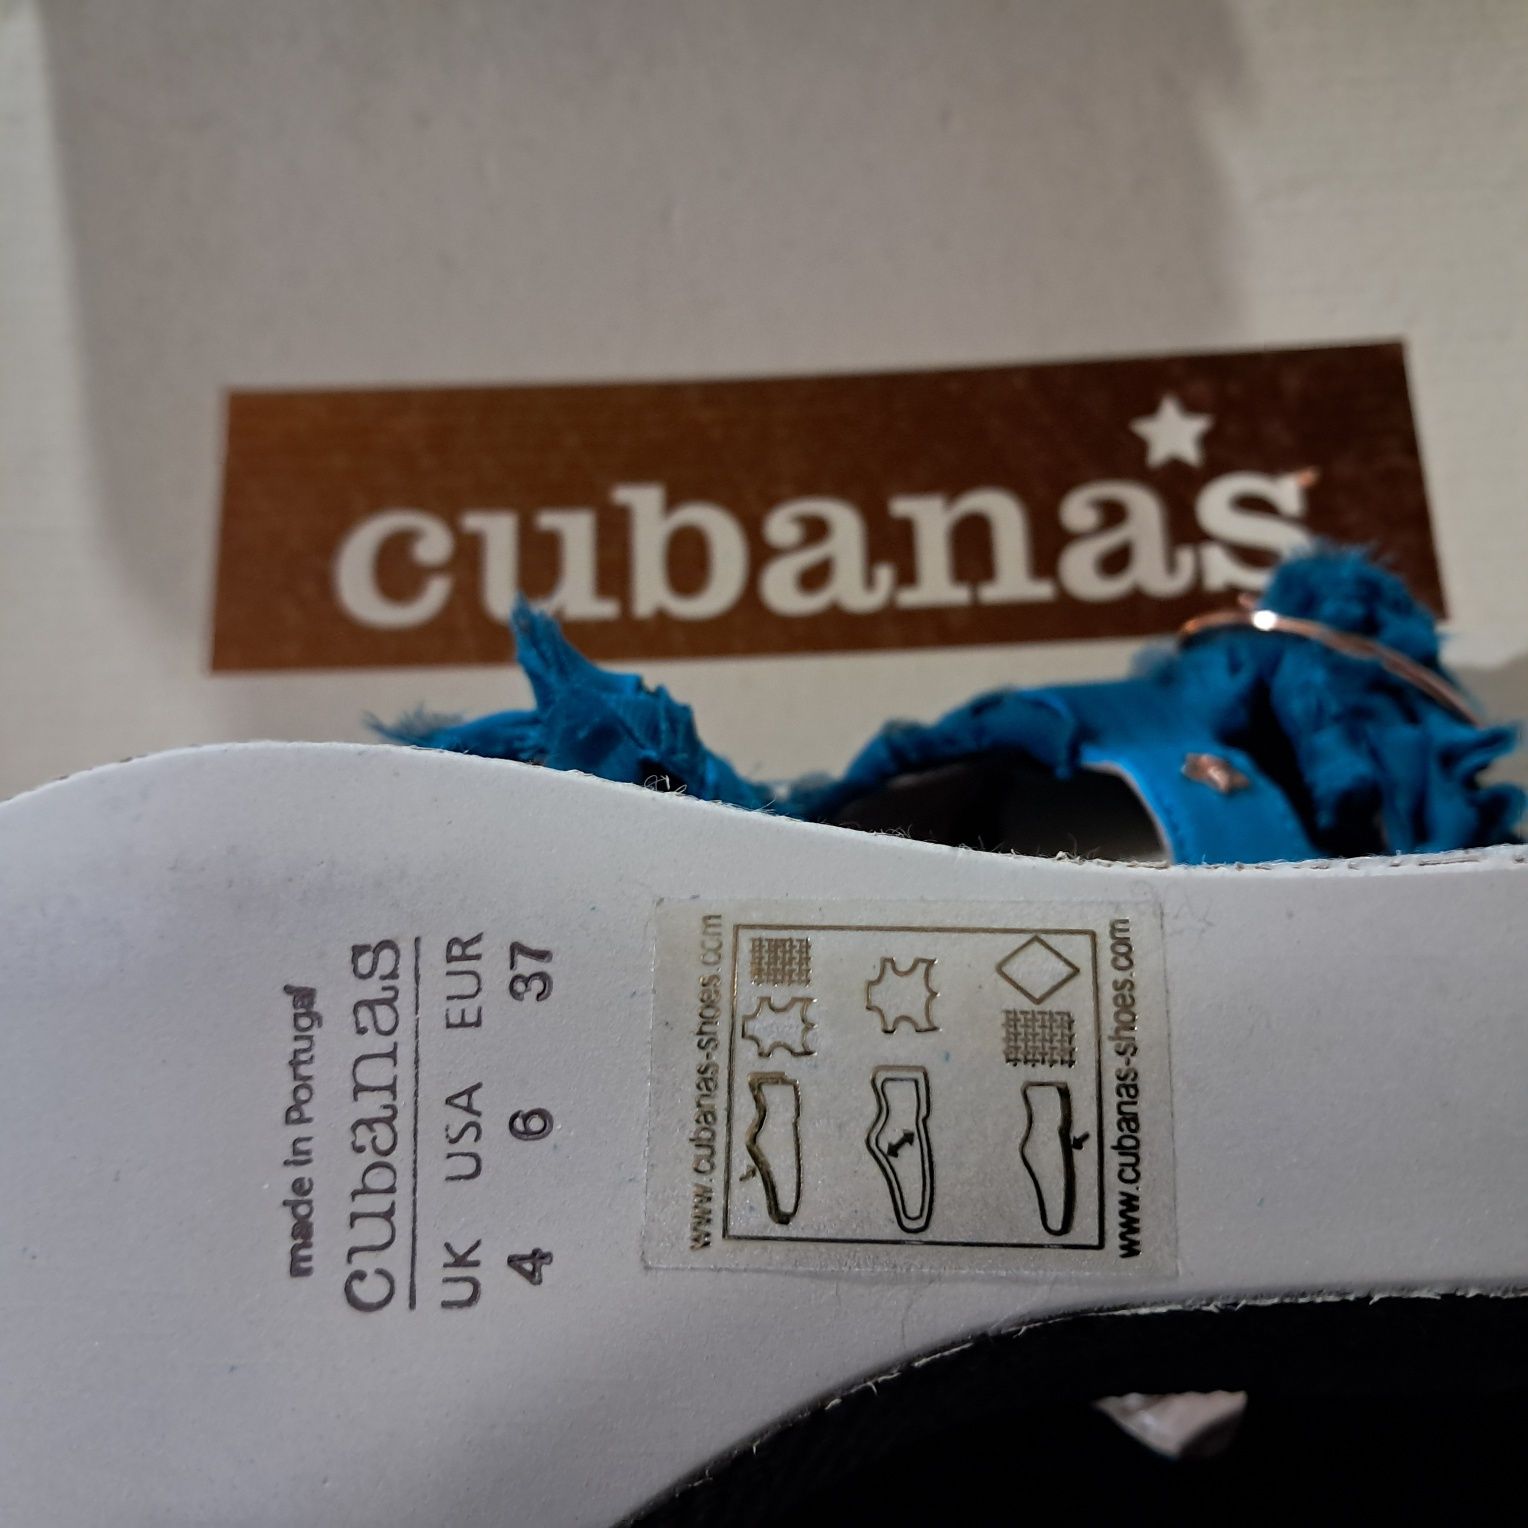 cubanas
made in Portugal
cubanas
UK USA EUR
4 6 37
www.cubanas-shoes.com
www.cubanas-shoes.com